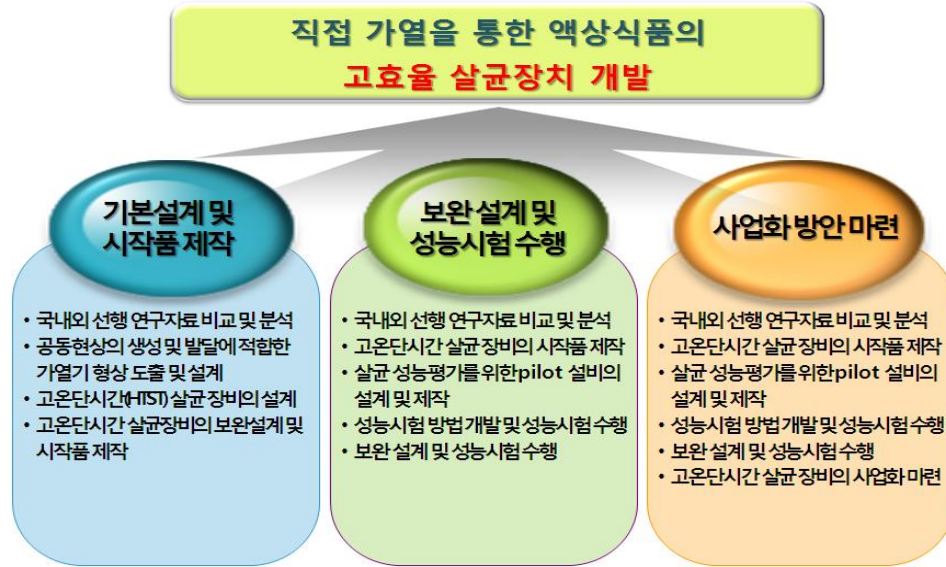 직접 가열을 통한 액상식품의
고효율 살균장치 개발
기본설계 및
시작품 제작
• 국내외 선행 연구자료 비교 및 분석
• 공동현상의 생성 및 발달에 적합한
가열기 형상 도출 및 설계
• 고온단시간(HTST) 살균 장비의 설계
• 고온단시간 살균장비의 보완설계 및
시작품 제작
보완 설계 및
성능시험 수행
• 국내외 선행 연구자료 비교 및 분석
• 고온단시간 살균 장비의 시작품 제작
• 살균 성능평가를 위한 pilot 설비의
설계 및 제작
• 성능시험 방법 개발 및 성능시험 수행
• 보완 설계 및 성능시험 수행
사업화 방안 마련
• 국내외 선행 연구자료 비교 및 분석
• 고온단시간 살균 장비의 시작품 제작
• 살균 성능평가를 위한 pilot 설비의
설계 및 제작
• 성능시험 방법 개발 및 성능시험 수행
• 보완 설계 및 성능시험 수행
• 고온단시간 살균 장비의 사업화 마련